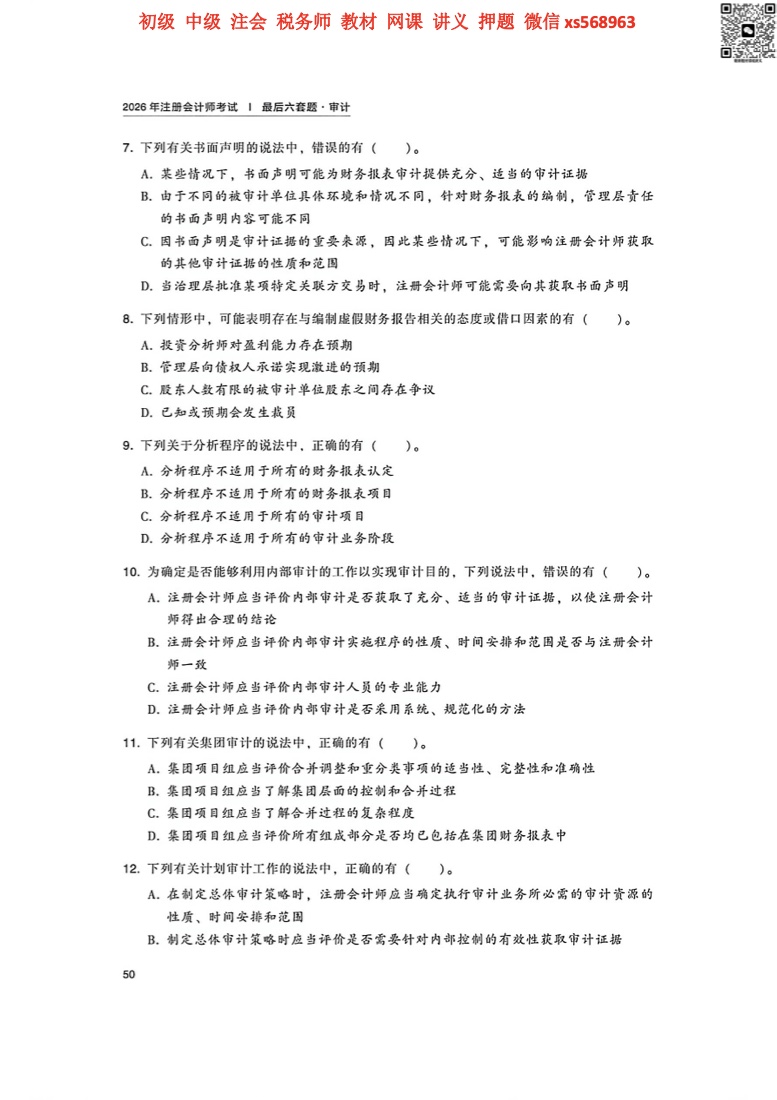 初级 中级 注会 税务师 教材 网课 讲义 押题 微信 xs568963
2026 年注册会计师考试 | 最后六套题·审计
7. 下列有关书面声明的说法中，错误的有（　　）。
A. 某些情况下，书面声明可能为财务报表审计提供充分、适当的审计证据
B. 由于不同的被审计单位具体环境和情况不同，针对财务报表的编制，管理层责任
的书面声明内容可能不同
C. 因书面声明是审计证据的重要来源，因此某些情况下，可能影响注册会计师获取
的其他审计证据的性质和范围
D. 当治理层批准某项特定关联方交易时，注册会计师可能需要向其获取书面声明
8. 下列情形中，可能表明存在与编制虚假财务报告相关的态度或借口因素的有（　　）。
A. 投资分析师对盈利能力存在预期
B. 管理层向债权人承诺实现激进的预期
C. 股东人数有限的被审计单位股东之间存在争议
D. 已知或预期会发生裁员
9. 下列关于分析程序的说法中，正确的有（　　）。
A. 分析程序不适用于所有的财务报表认定
B. 分析程序不适用于所有的财务报表项目
C. 分析程序不适用于所有的审计项目
D. 分析程序不适用于所有的审计业务阶段
10. 为确定是否能够利用内部审计的工作以实现审计目的，下列说法中，错误的有（　　）。
A. 注册会计师应当评价内部审计是否获取了充分、适当的审计证据，以使注册会计
师得出合理的结论
B. 注册会计师应当评价内部审计实施程序的性质、时间安排和范围是否与注册会计
师一致
C. 注册会计师应当评价内部审计人员的专业能力
D. 注册会计师应当评价内部审计是否采用系统、规范化的方法
11. 下列有关集团审计的说法中，正确的有（　　）。
A. 集团项目组应当评价合并调整和重分类事项的适当性、完整性和准确性
B. 集团项目组应当了解集团层面的控制和合并过程
C. 集团项目组应当了解合并过程的复杂程度
D. 集团项目组应当评价所有组成部分是否均已包括在集团财务报表中
12. 下列有关计划审计工作的说法中，正确的有（　　）。
A. 在制定总体审计策略时，注册会计师应当确定执行审计业务所必需的审计资源的
性质、时间安排和范围
B. 制定总体审计策略时应当评价是否需要针对内部控制的有效性获取审计证据
50